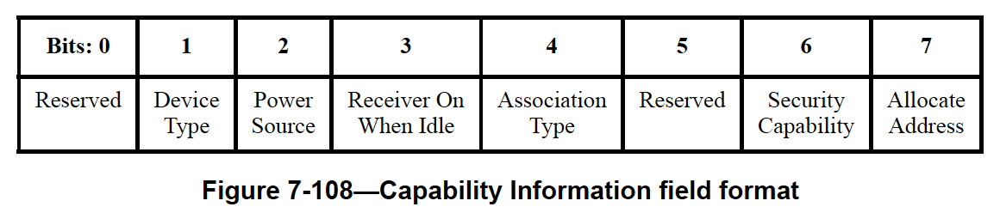 Bits: 0 1 2 3 4 5 6 7
Reserved Device Type Power Source Receiver On When Idle Association Type Reserved Security Capability Allocate Address
Figure 7-108—Capability Information field format